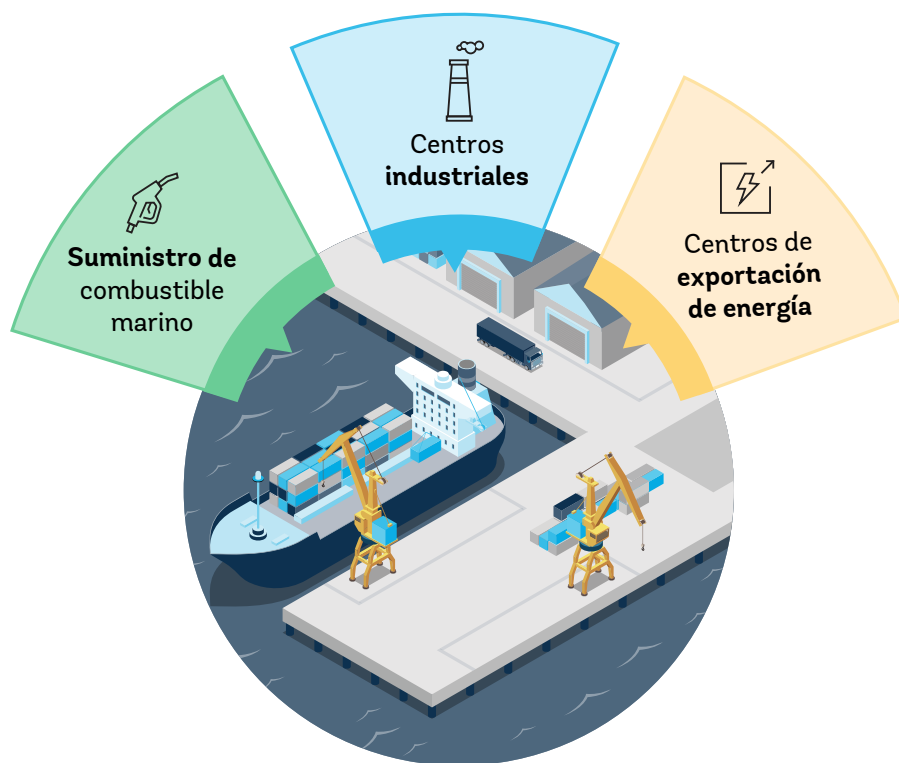 Suministro de
combustible
marino
Centros
industriales
Centros de
exportación
de energía